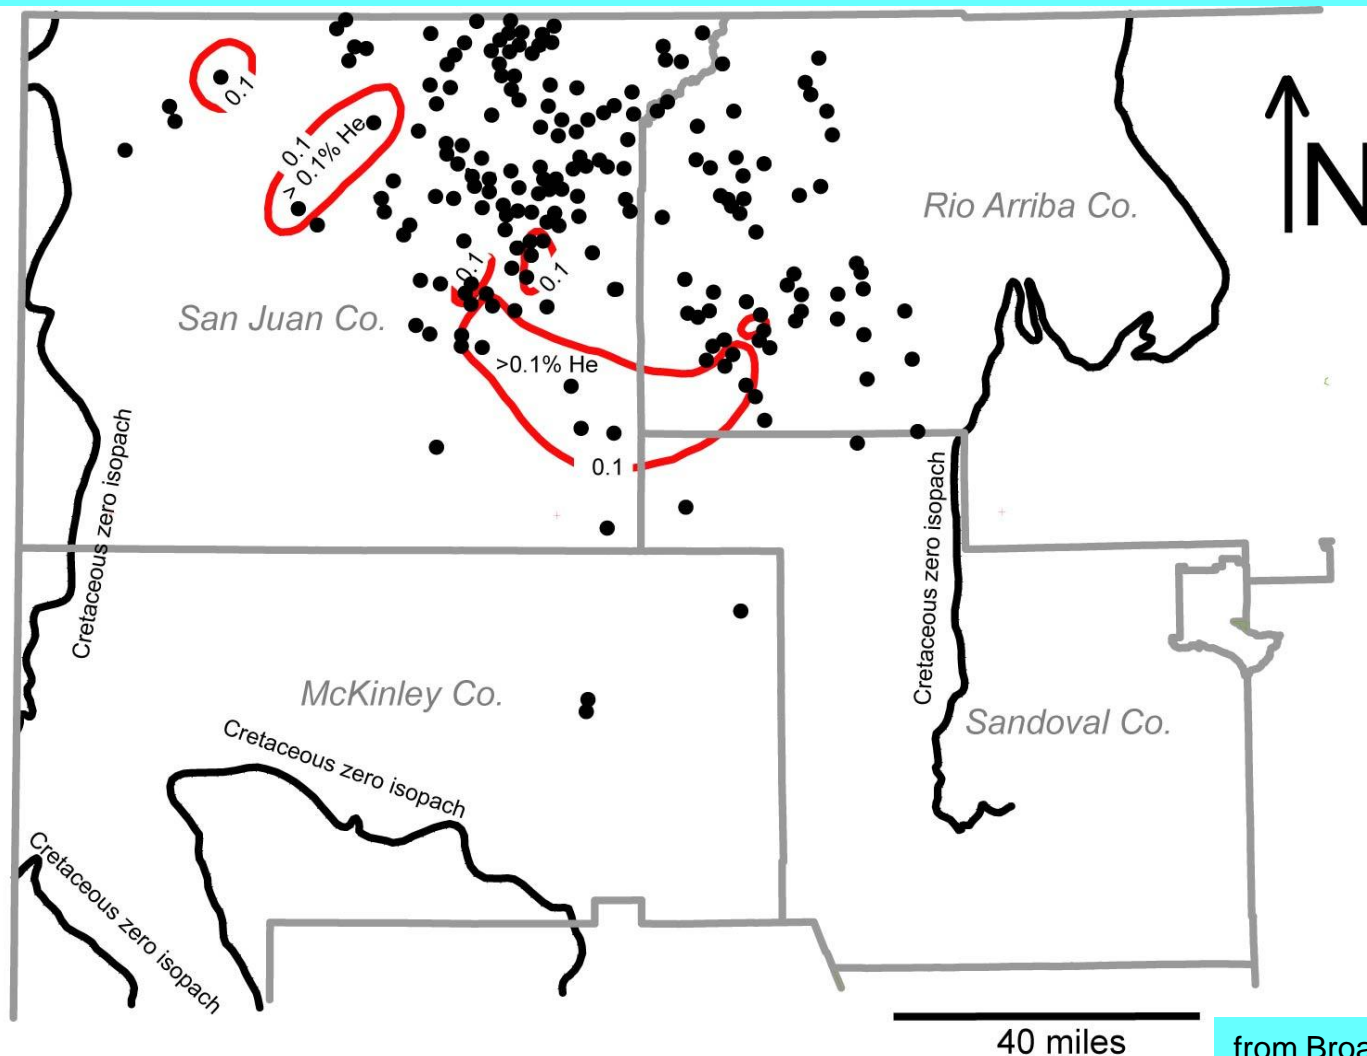 0.1
0.1
> 0.1% He
N
Rio Arriba Co.
0.1
0.1
San Juan Co.
>0.1% He
0.1
Cretaceous zero isopach
Cretaceous zero isopach
McKinley Co.
Sandoval Co.
Cretaceous zero isopach
Cretaceous zero isopach
40 miles
from Broa